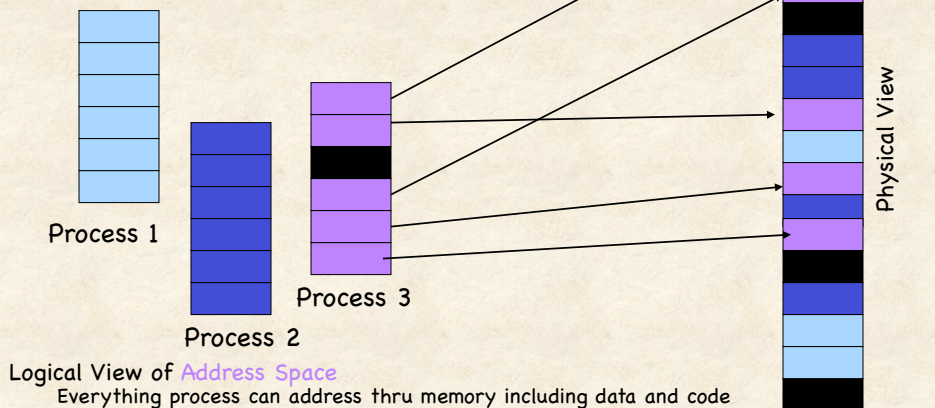 Physical View
Process 1
Process 3
Process 2
Logical View of Address Space
Everything process can address thru memory including data and code